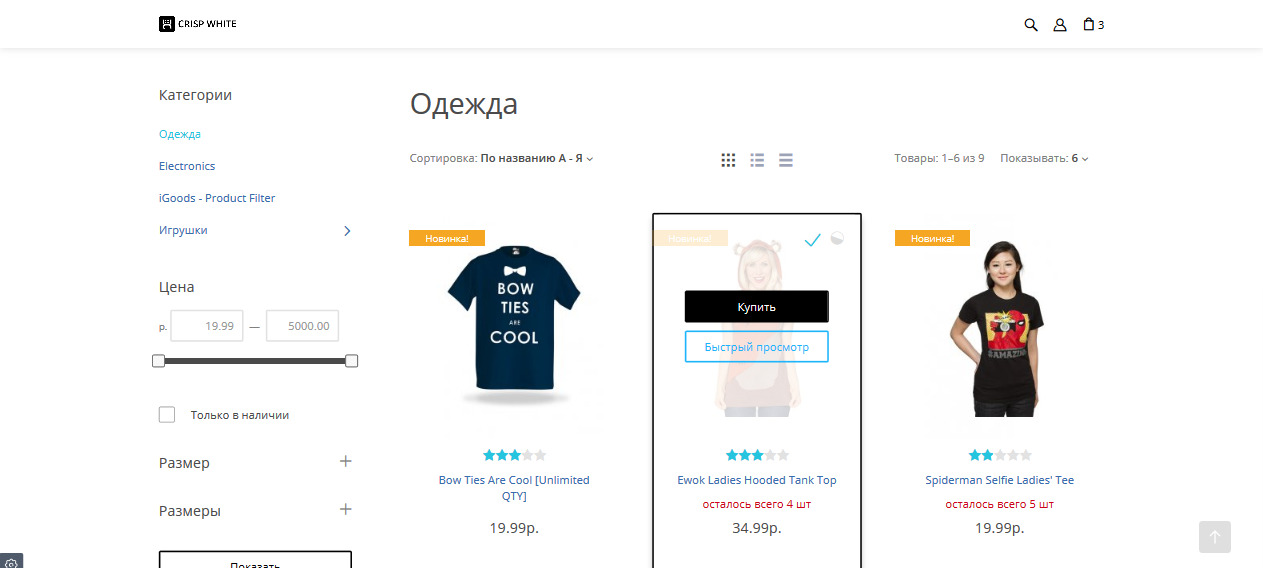 CRISP WHITE
3
Категории
Одежда
Electronics
iGoods - Product Filter
Игрушки
Цена
р. 19.99 — 5000.00
Только в наличии
Размер
Размеры
Показать
Одежда
Сортировка: По названию А - Я
Товары: 1–6 из 9 Показывать: 6
Новинка!
BOW
TIES
ARE
COOL
Bow Ties Are Cool [Unlimited
QTY]
19.99р.
Новинка!
Купить
Быстрый просмотр
Ewok Ladies Hooded Tank Top
осталось всего 4 шт
34.99р.
Новинка!
#AMAZING
Spiderman Selfie Ladies' Tee
осталось всего 5 шт
19.99р.